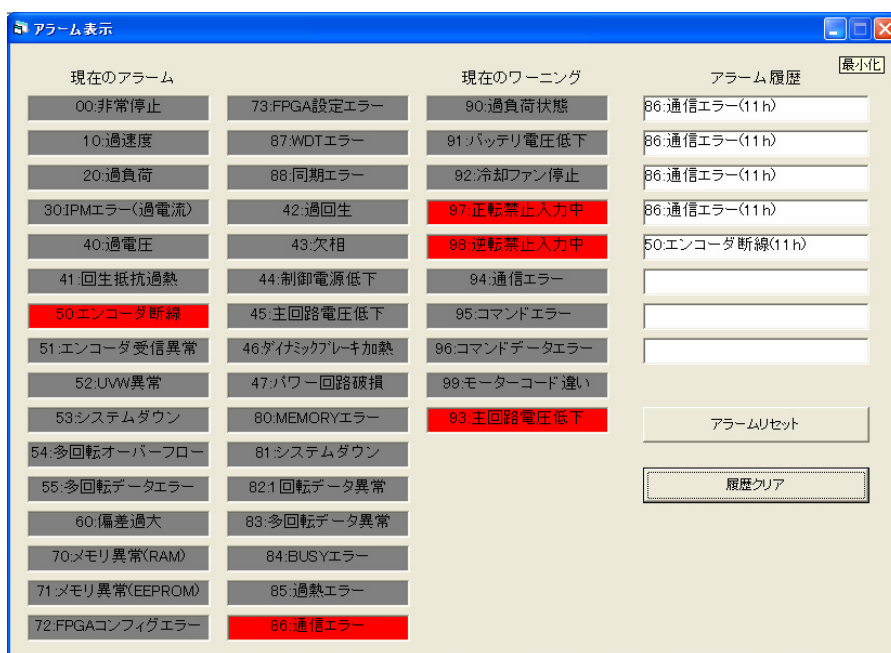 アラーム表示
最小化
現在のアラーム
00:非常停止
10:過速度
20:過負荷
30:IPMエラー(過電流)
40:過電圧
41:回生抵抗過熱
50:エンコーダ断線
51:エンコーダ受信異常
52:UVW異常
53:システムダウン
54:多回転オーバーフロー
55:多回転データエラー
60:偏差過大
70:メモリ異常(RAM)
71:メモリ異常(EEPROM)
72:FPGAコンフィグエラー
73:FPGA設定エラー
87:WDTエラー
88:同期エラー
42:過回生
43:欠相
44:制御電源低下
45:主回路電圧低下
46:ダイナミックブレーキ加熱
47:パワー回路破損
80:MEMORYエラー
81:システムダウン
82:1回転データ異常
83:多回転データ異常
84:BUSYエラー
85:過熱エラー
86:通信エラー
現在のワーニング
90:過負荷状態
91:バッテリ電圧低下
92:冷却ファン停止
97:正転禁止入力中
98:逆転禁止入力中
94:通信エラー
95:コマンドエラー
96:コマンドデータエラー
99:モーターコード違い
93:主回路電圧低下
アラーム履歴
86:通信エラー(11h)
86:通信エラー(11h)
86:通信エラー(11h)
86:通信エラー(11h)
50:エンコーダ断線(11h)
アラームリセット
履歴クリア